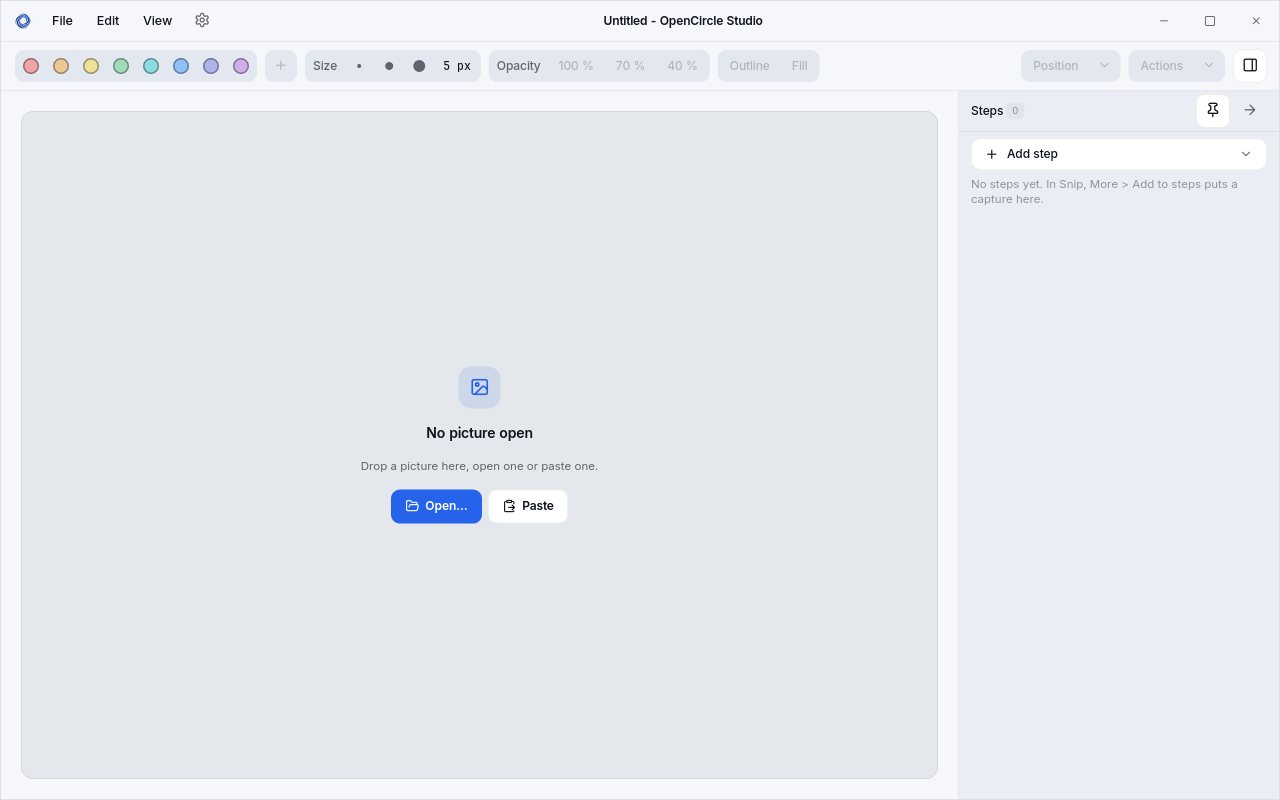 File Edit View Untitled - OpenCircle Studio
Size 5 px Opacity 100 % 70 % 40 % Outline Fill Position Actions
Steps 0
Add step
No steps yet. In Snip, More > Add to steps puts a
capture here.
No picture open
Drop a picture here, open one or paste one.
Open... Paste